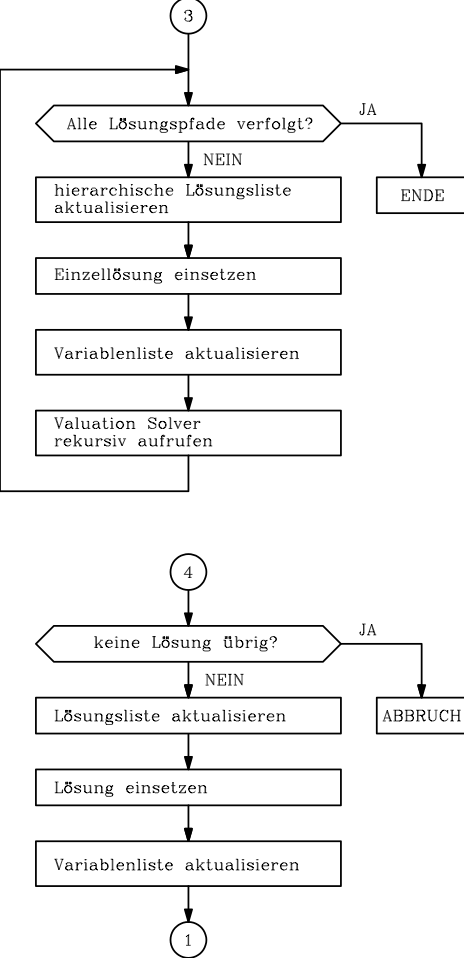 3
Alle Lösungspfade verfolgt?
JA
NEIN
hierarchische Lösungsliste
aktualisieren
ENDE
Einzellösung einsetzen
Variablenliste aktualisieren
Valuation Solver
rekursiv aufrufen
4
keine Lösung übrig?
JA
NEIN
Lösungsliste aktualisieren
ABBRUCH
Lösung einsetzen
Variablenliste aktualisieren
1